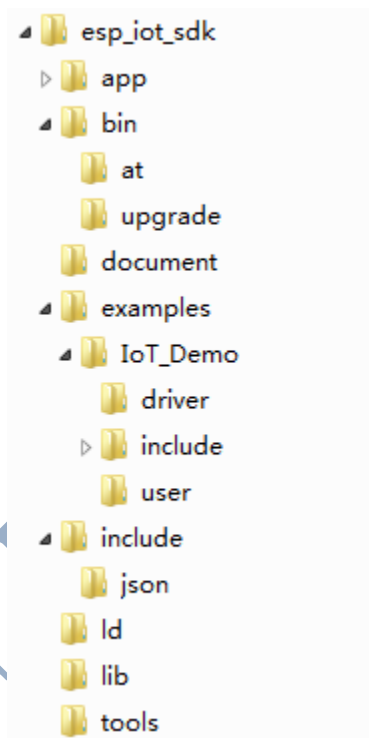 esp_iot_sdk
app
bin
at
upgrade
document
examples
IoT_Demo
driver
include
user
include
json
ld
lib
tools